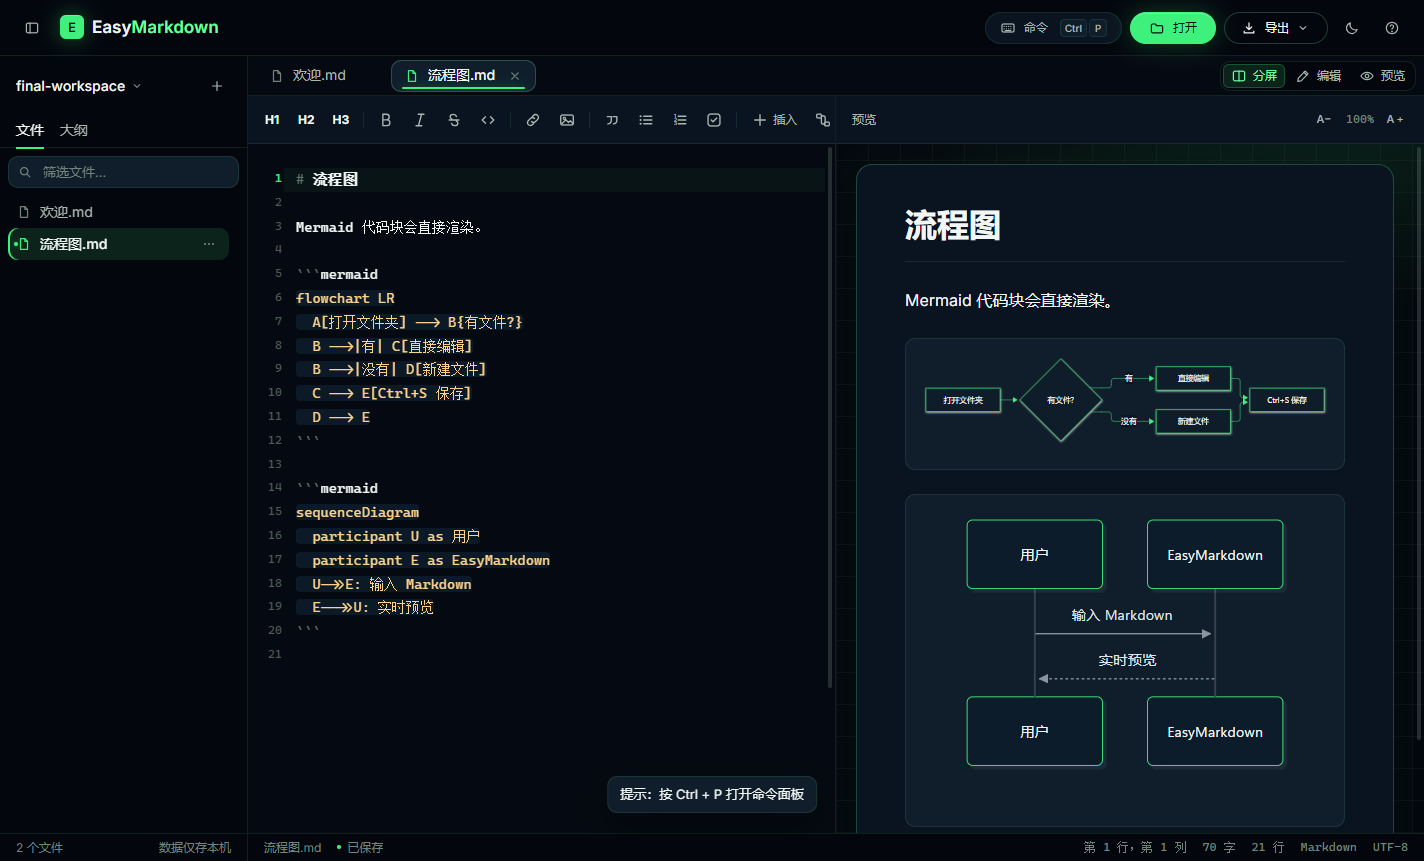 E EasyMarkdown
命令 Ctrl P 打开 导出
final-workspace
文件 大纲
筛选文件...
欢迎.md
流程图.md
欢迎.md 流程图.md
分屏 编辑 预览
H1 H2 H3 B I S 插入
预览 A− 100% A+
1 # 流程图
2
3 Mermaid 代码块会直接渲染。
4
5 ```mermaid
6 flowchart LR
7   A[打开文件夹] --> B{有文件?}
8   B -->|有| C[直接编辑]
9   B -->|没有| D[新建文件]
10   C --> E[Ctrl+S 保存]
11   D --> E
12 ```
13
14 ```mermaid
15 sequenceDiagram
16   participant U as 用户
17   participant E as EasyMarkdown
18   U->>E: 输入 Markdown
19   E-->>U: 实时预览
20 ```
21
提示：按 Ctrl + P 打开命令面板
流程图
Mermaid 代码块会直接渲染。
打开文件夹 有文件? 有 直接编辑 没有 新建文件 Ctrl+S 保存
用户 EasyMarkdown
输入 Markdown
实时预览
用户 EasyMarkdown
2 个文件 数据仅存本机
流程图.md 已保存
第 1 行，第 1 列 70 字 21 行 Markdown UTF-8